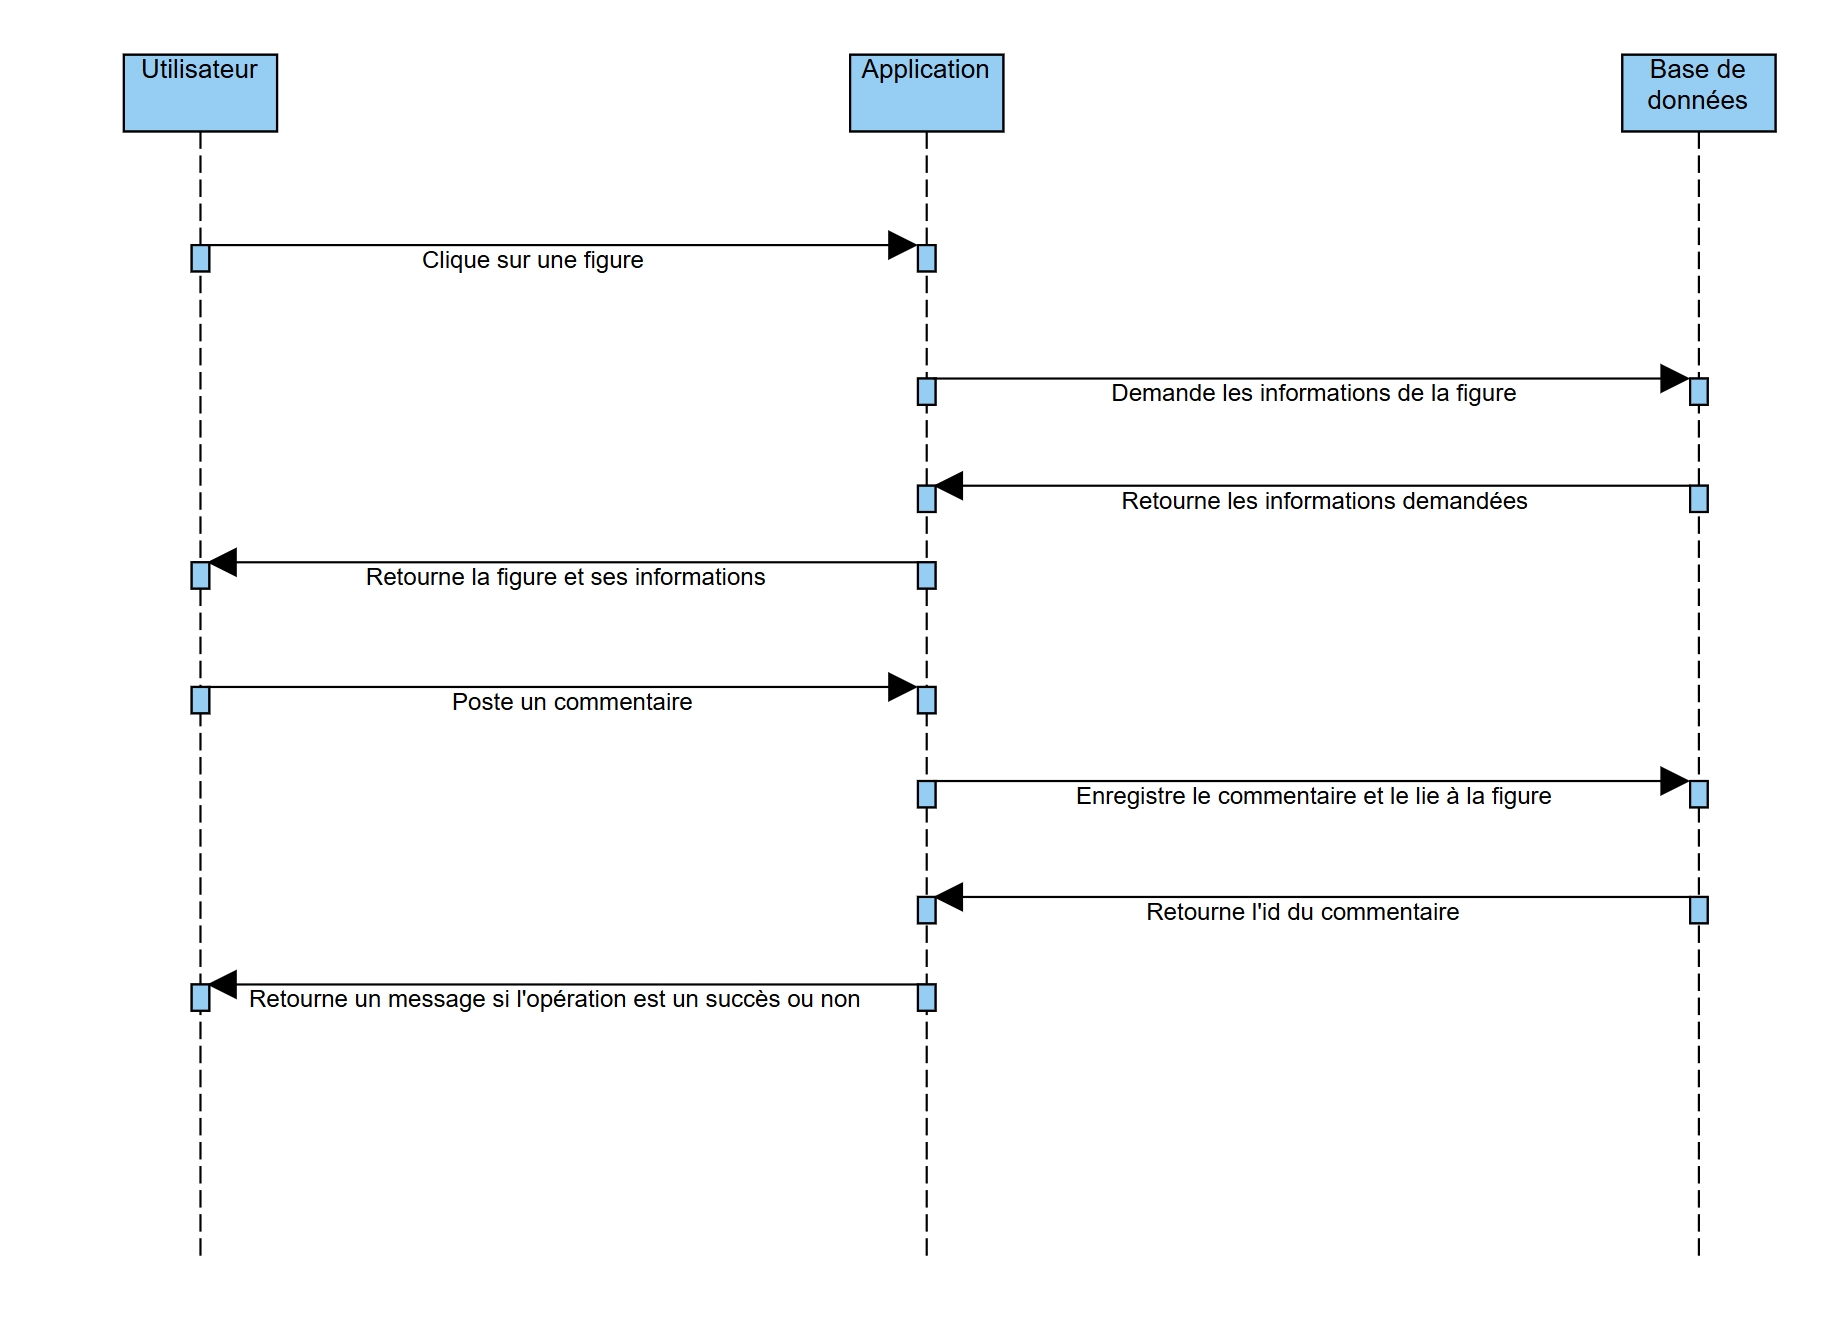 Utilisateur
Application
Base de
données
Clique sur une figure
Demande les informations de la figure
Retourne les informations demandées
Retourne la figure et ses informations
Poste un commentaire
Enregistre le commentaire et le lie à la figure
Retourne l'id du commentaire
Retourne un message si l'opération est un succès ou non